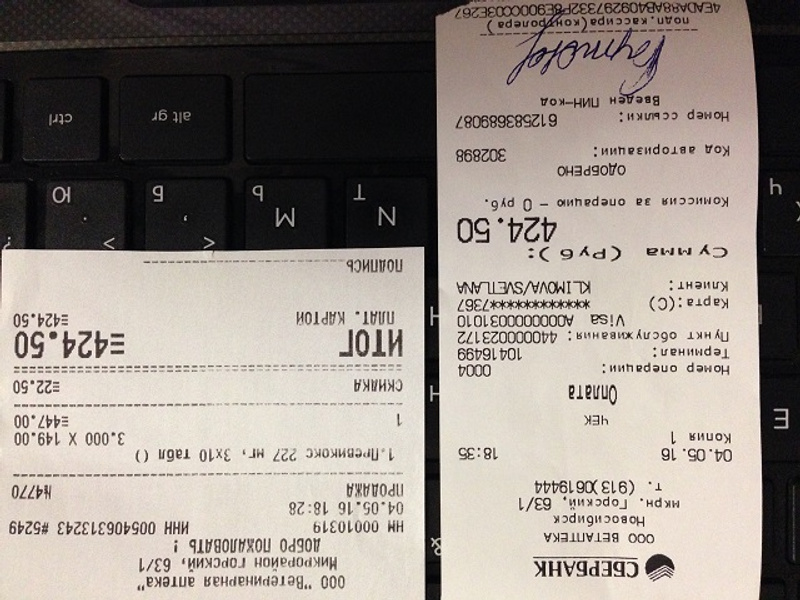 ООО "Ветеринарная аптека"
Микрорайон Горский, 63/1
ДОБРО ПОЖАЛОВАТЬ !
НМ 00010319 ИНН 005406313243 #5249
04.05.16 18:28
ПРОДАЖА №4770
1.Превикокс 227 мг, 3х10 табл ()
3.000 X 149.00
1 ≡447.00
СКИДКА ≡22.50
ИТОГ ≡424.50
ПЛАТ. КАРТОЙ ≡424.50
ПОДПИСЬ
СБЕРБАНК
ООО ВЕТАПТЕКА
Новосибирск
мкрн. Горский, 63/1
т. (913)0619444
04.05.16 18:35
Копия 1
ЧЕК
Оплата
Номер операции: 0004
Терминал: 10416499
Пункт обслуживания: 440000023172
Visa A0000000031010
Карта:(C) ************7367
Клиент: KLIMOVA/SVETLANA
Сумма (Руб):
424.50
Комиссия за операцию – 0 руб.
ОДОБРЕНО
Код авторизации: 302898
Номер ссылки: 612583689087
Введен ПИН-код
подп.кассира(контролера)
ctrl
alt gr
Ю
Б
Ь
T
>
.
<
,
M
N
Ч
E